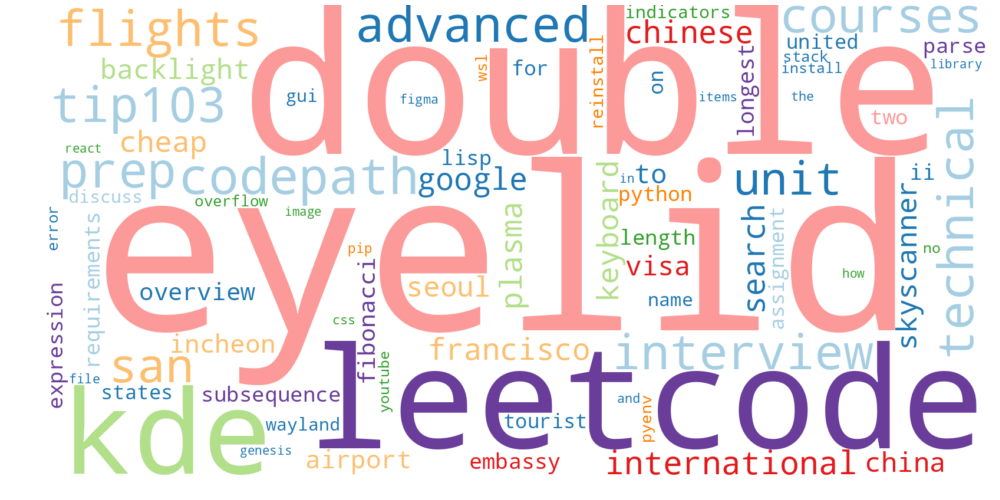 flights
advanced
indicators
chinese
courses
backlight
double
wsl
for
reinstall
on
longest
united
stack
install
parse
library
tip103
gui
figma
items
the
two
cheap
react
prep
codepath
lisp
google
in
to
python
unit
ii
technical
discuss
overflow
image
eyelid
error
requirements
overview
pip
fibonacci
seoul
plasma
keyboard
length
visa
name
search
assignment
how
skyscanner
no
expression
incheon
css
san
francisco
interview
file
states
subsequence
youtube
leetcode
kde
wayland
genesis
airport
tourist
embassy
and
pyenv
international
china